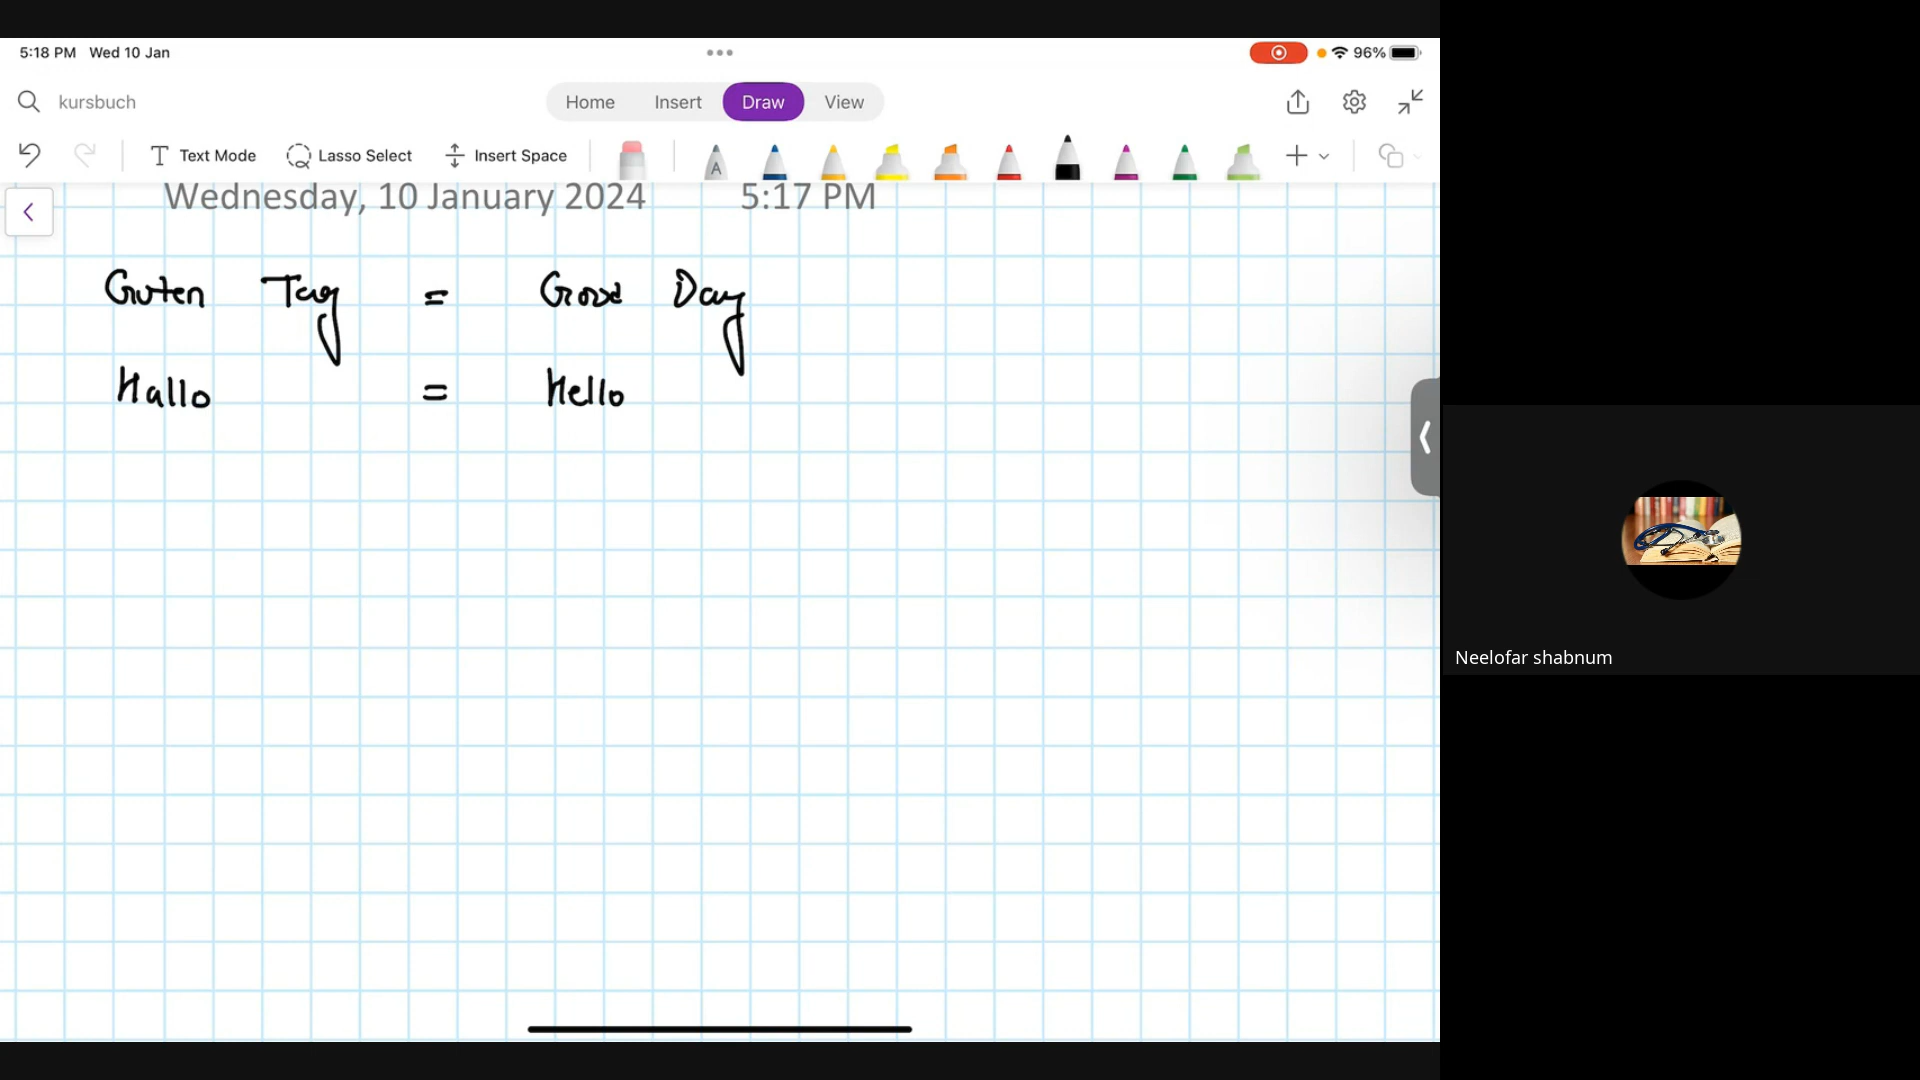 5:18 PM Wed 10 Jan 96%
kursbuch Home Insert Draw View
Text Mode Lasso Select Insert Space A
Wednesday, 10 January 2024 5:17 PM
Guten Tag = Good Day
Hallo = Hello
Neelofar shabnum